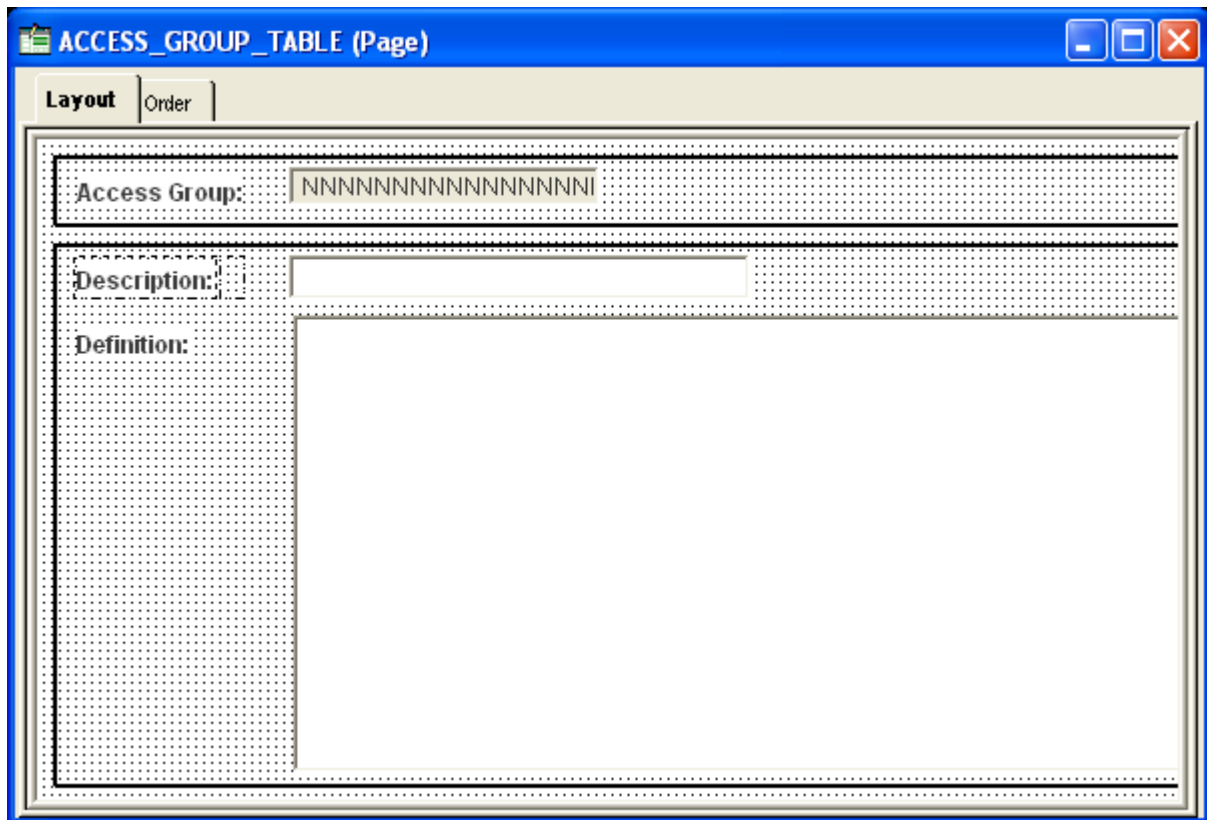 ACCESS_GROUP_TABLE (Page)
Layout Order
Access Group: NNNNNNNNNNNNNNNNI
Description:
Definition: